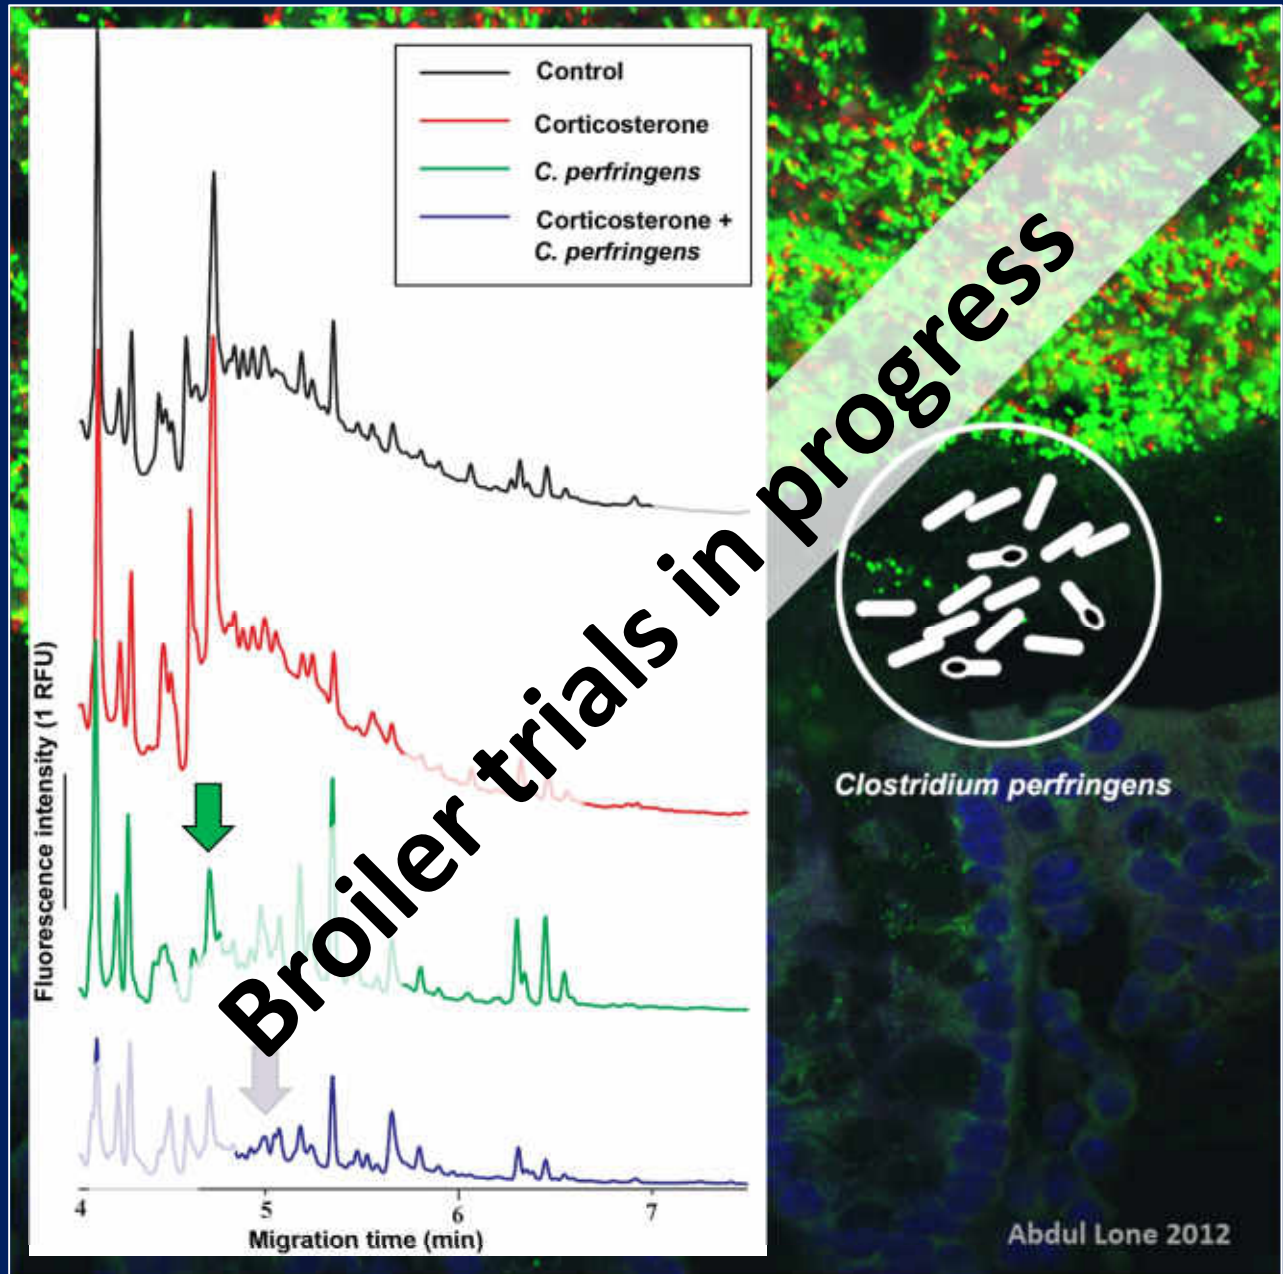 Control
Corticosterone
C. perfringens
Corticosterone +
C. perfringens
Broiler trials in progress
Fluorescence intensity (1 RFU)
4 5 6 7
Migration time (min)
Clostridium perfringens
Abdul Lone 2012